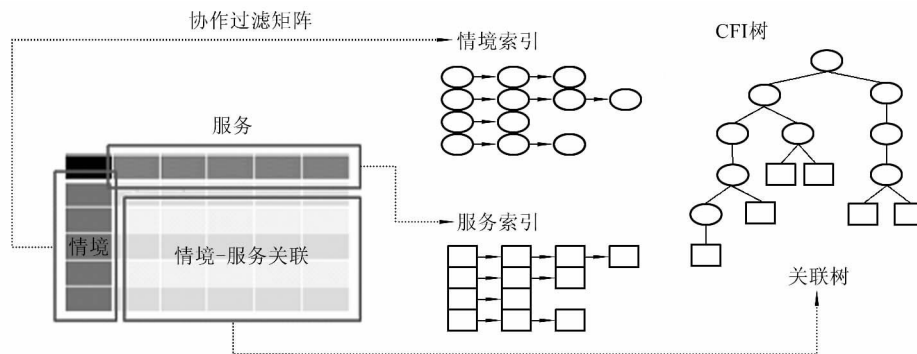 协作过滤矩阵
情境索引
CFI树
服务
服务索引
情境
情境-服务关联
关联树